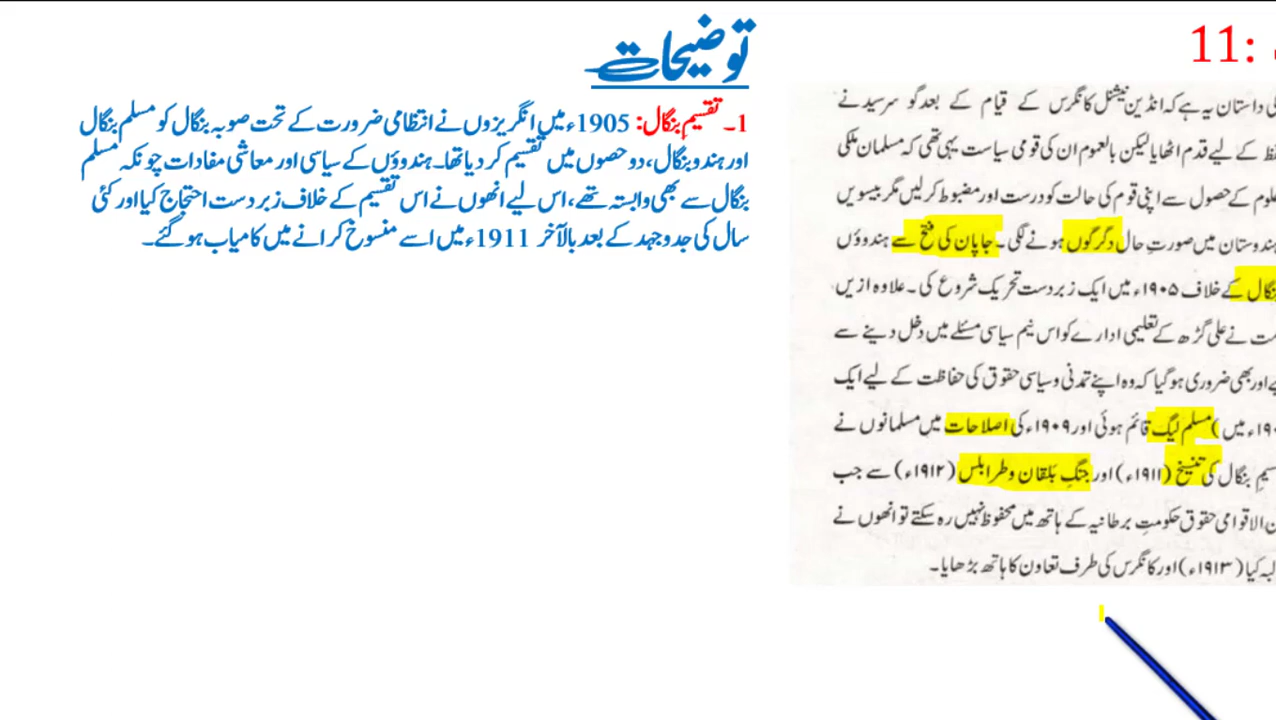 توضیحات
1۔ تقسیم بنگال: 1905ء میں انگریزوں نے انتظامی ضرورت کے تحت صوبہ بنگال کو مسلم بنگال
اور ہندو بنگال، دو حصوں میں تقسیم کر دیا تھا۔ ہندوؤں کے سیاسی اور معاشی مفادات چونکہ مسلم
بنگال سے بھی وابستہ تھے، اس لیے انھوں نے اس تقسیم کے خلاف زبردست احتجاج کیا اور کئی
سال کی جدوجہد کے بعد بالآخر 1911ء میں اسے منسوخ کرانے میں کامیاب ہو گئے۔
11:
داستان یہ ہے کہ انڈین نیشنل کانگرس کے قیام کے بعد گو سرسید نے
کے لیے قدم اٹھایا لیکن بالعموم ان کی قومی سیاست یہی تھی کہ مسلمان ملکی
علوم کے حصول سے اپنی قوم کی حالت کو درست اور مضبوط کر لیں مگر بیسویں
ہندوستان میں صورتِ حال دگرگوں ہونے لگی۔ جاپان کی فتح سے ہندوؤں
بنگال کے خلاف ۱۹۰۵ء میں ایک زبردست تحریک شروع کی۔ علاوہ ازیں
نے علی گڑھ کے تعلیمی ادارے کو اس نیم سیاسی مسئلے میں دخل دینے سے
اور بھی ضروری ہو گیا کہ وہ اپنے تمدنی و سیاسی حقوق کی حفاظت کے لیے ایک
میں) مسلم لیگ قائم ہوئی اور ۱۹۰۹ء کی اصلاحات میں مسلمانوں نے
بنگال کی تنسیخ (۱۹۱۱ء) اور جنگِ بلقان و طرابلس (۱۹۱۲ء) سے جب
الاقوامی حقوق حکومتِ برطانیہ کے ہاتھ میں محفوظ نہیں رہ سکتے تو انھوں نے
کیا (۱۹۱۳ء) اور کانگرس کی طرف تعاون کا ہاتھ بڑھایا۔